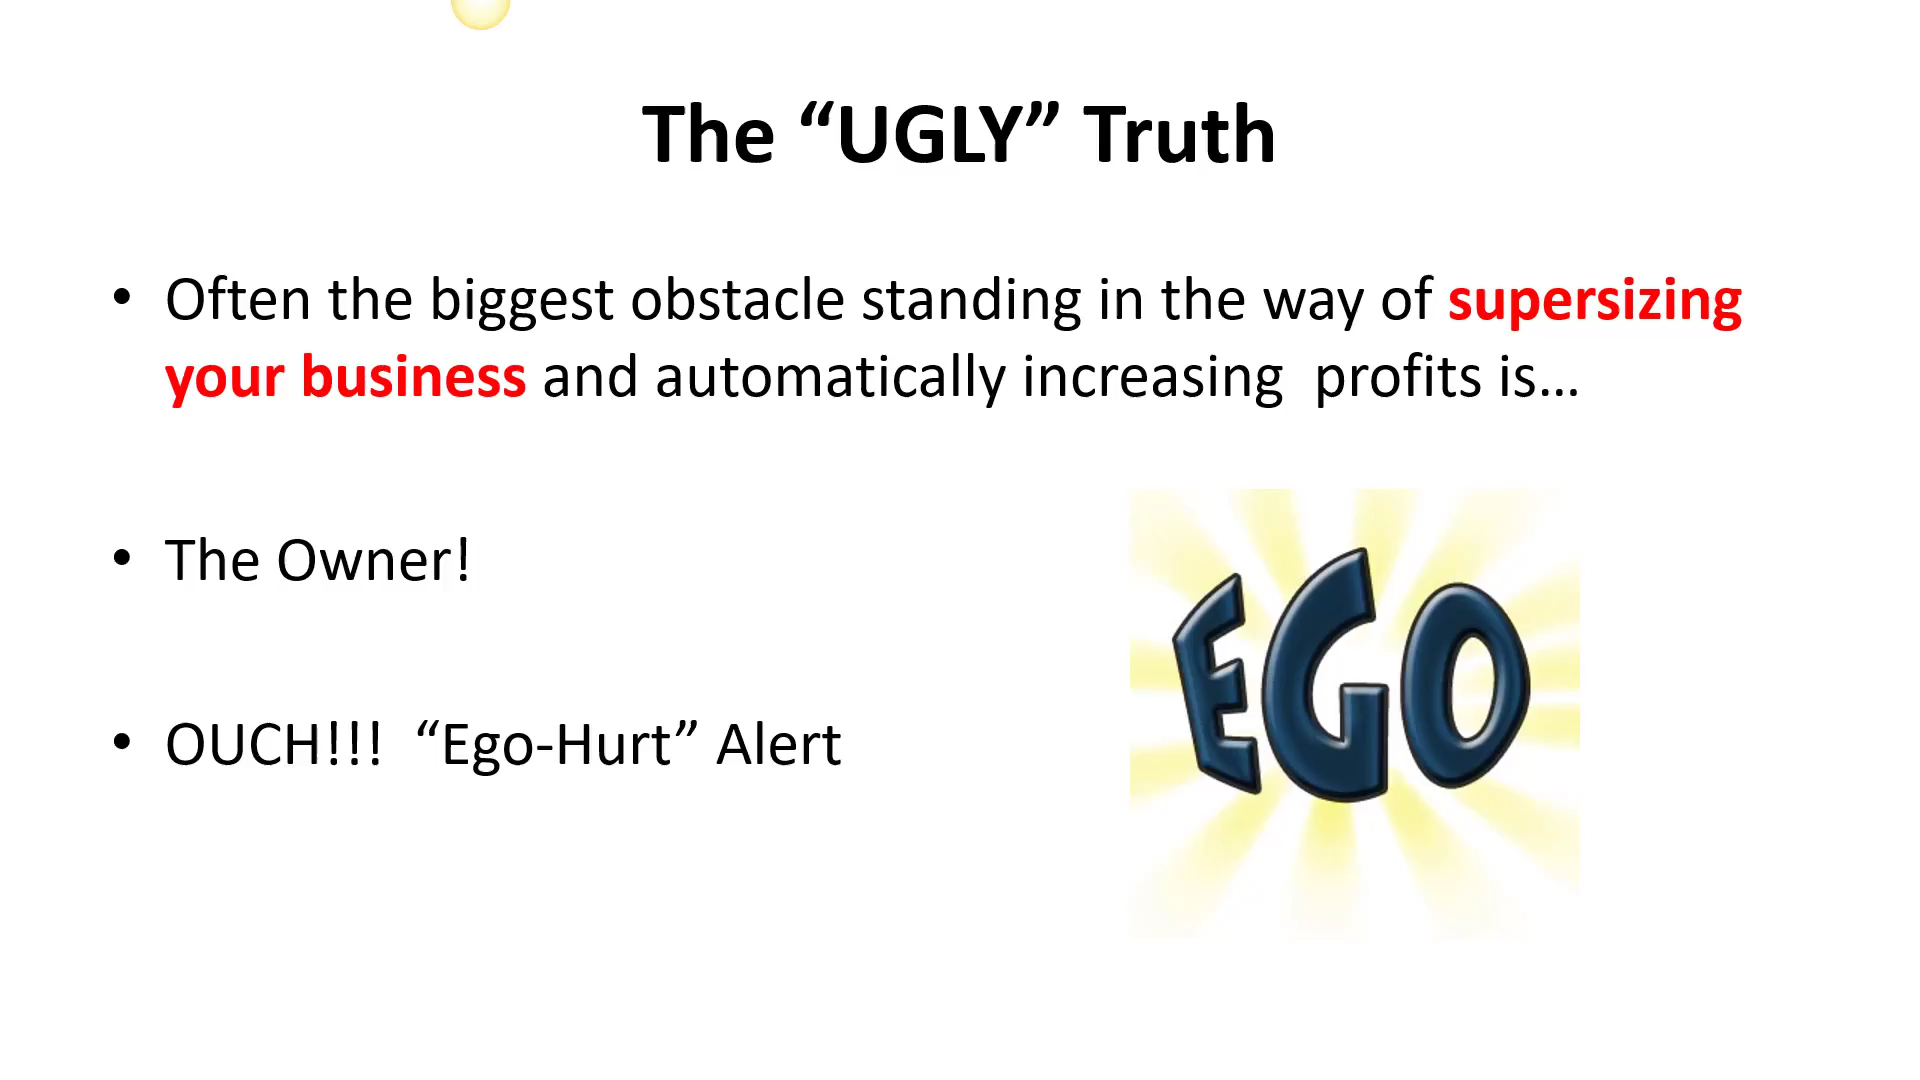 The “UGLY” Truth
• Often the biggest obstacle standing in the way of supersizing
your business and automatically increasing  profits is…
• The Owner!
• OUCH!!!  “Ego-Hurt” Alert
EGO